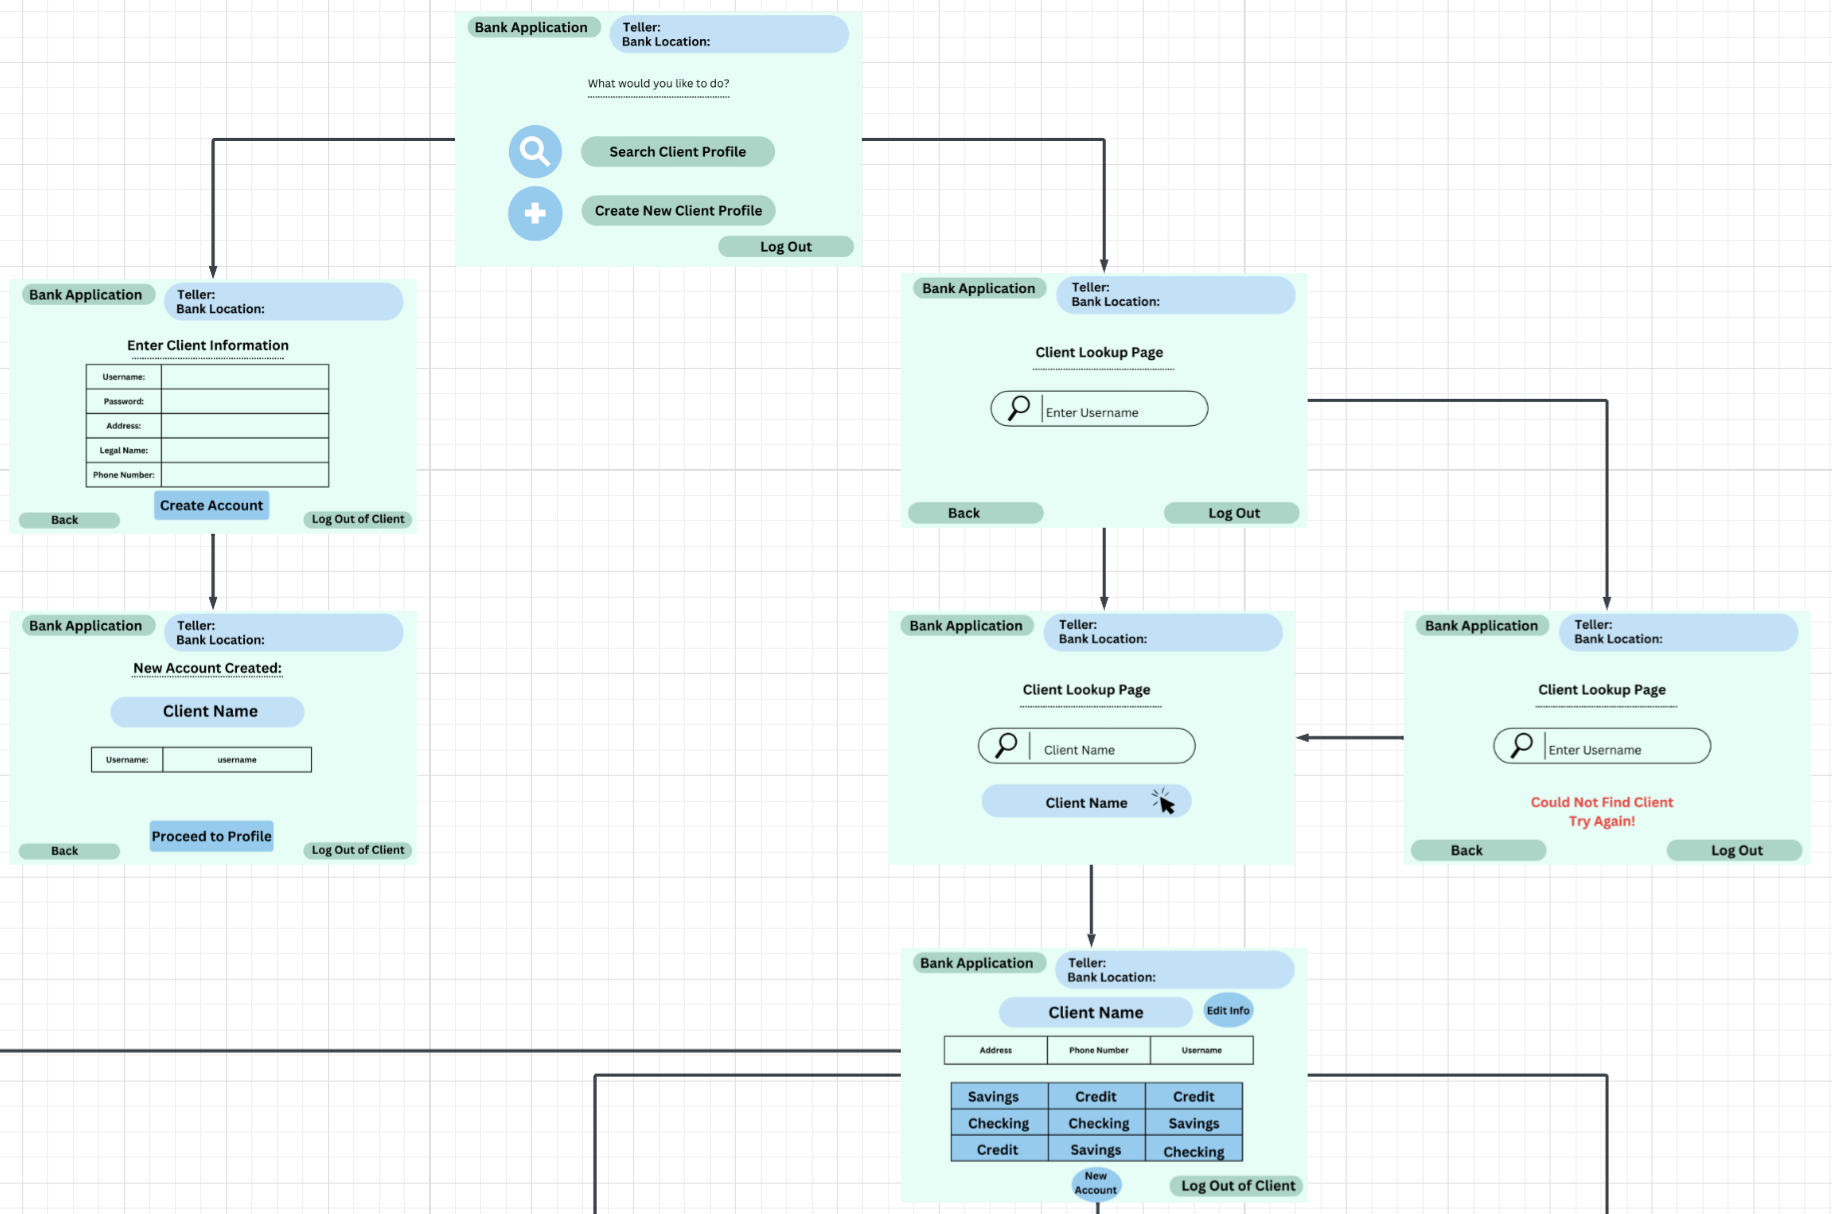 Bank Application
Teller:
Bank Location:
What would you like to do?
Search Client Profile
Create New Client Profile
Log Out
Bank Application
Teller:
Bank Location:
Enter Client Information
Username:
Password:
Address:
Legal Name:
Phone Number:
Create Account
Back
Log Out of Client
Bank Application
Teller:
Bank Location:
Client Lookup Page
Enter Username
Back
Log Out
Bank Application
Teller:
Bank Location:
New Account Created:
Client Name
Username: username
Proceed to Profile
Back
Log Out of Client
Bank Application
Teller:
Bank Location:
Client Lookup Page
Client Name
Client Name
Bank Application
Teller:
Bank Location:
Client Lookup Page
Enter Username
Could Not Find Client
Try Again!
Back
Log Out
Bank Application
Teller:
Bank Location:
Client Name
Edit Info
Address Phone Number Username
Savings Credit Credit
Checking Checking Savings
Credit Savings Checking
New
Account
Log Out of Client